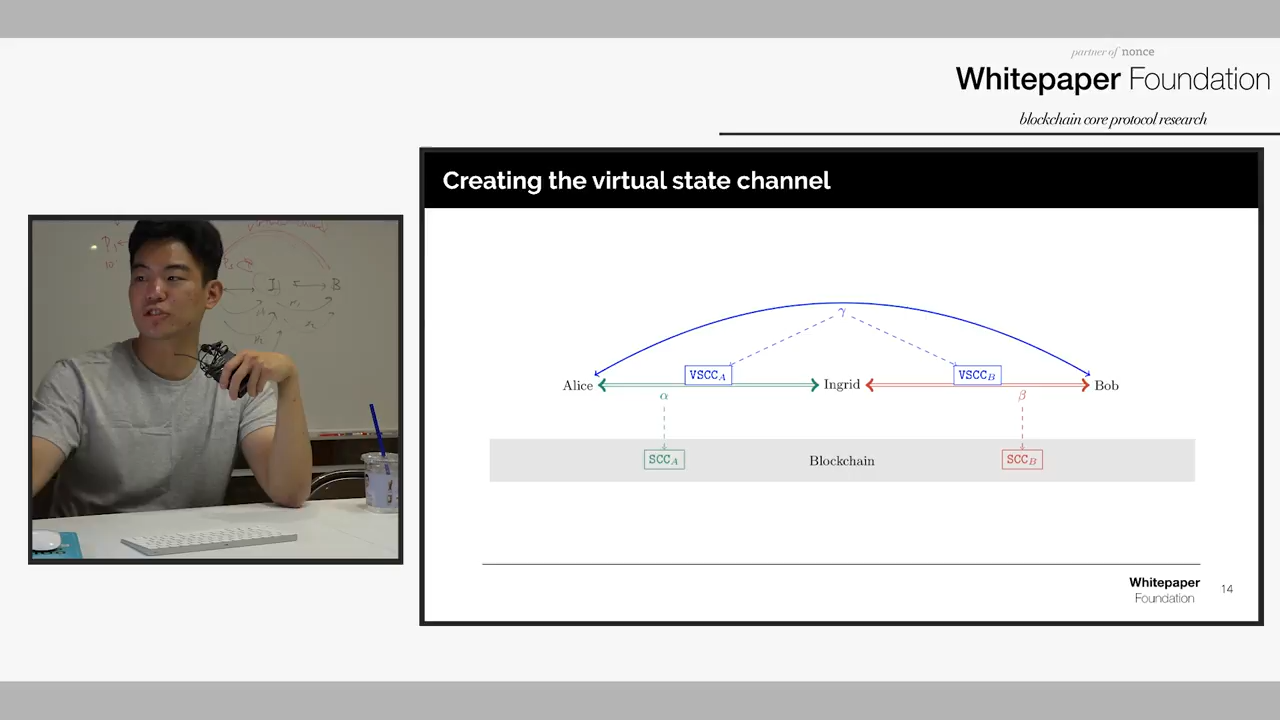 partner of nonce
Whitepaper Foundation
blockchain core protocol research
Creating the virtual state channel
γ
VSCC_A VSCC_B
Alice Ingrid Bob
α β
SCC_A Blockchain SCC_B
Whitepaper
Foundation
14
I B